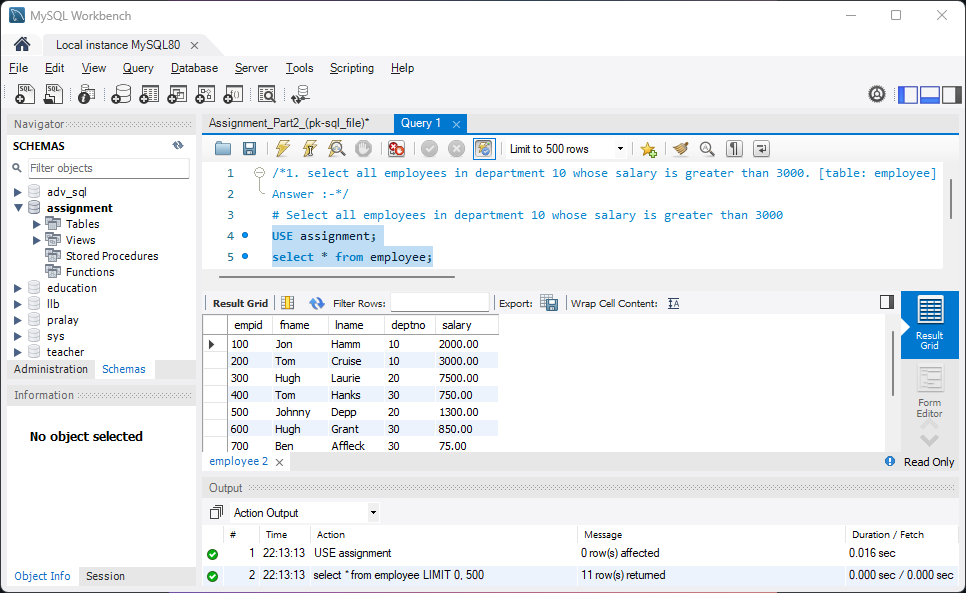 MySQL Workbench
Local instance MySQL80
File Edit View Query Database Server Tools Scripting Help
Navigator
SCHEMAS
Filter objects
adv_sql
assignment
Tables
Views
Stored Procedures
Functions
education
llb
pralay
sys
teacher
Administration Schemas
Information
No object selected
Object Info Session
Assignment_Part2_(pk-sql_file)* Query 1
Limit to 500 rows
1 /*1. select all employees in department 10 whose salary is greater than 3000. [table: employee]
2 Answer :-*/
3 # Select all employees in department 10 whose salary is greater than 3000
4 USE assignment;
5 select * from employee;
Result Grid Filter Rows: Export: Wrap Cell Content:
empid fname lname deptno salary
100 Jon Hamm 10 2000.00
200 Tom Cruise 10 3000.00
300 Hugh Laurie 20 7500.00
400 Tom Hanks 30 750.00
500 Johnny Depp 20 1300.00
600 Hugh Grant 30 850.00
700 Ben Affleck 30 75.00
Result
Grid
Form
Editor
employee 2
Read Only
Output
Action Output
# Time Action Message Duration / Fetch
1 22:13:13 USE assignment 0 row(s) affected 0.016 sec
2 22:13:13 select * from employee LIMIT 0, 500 11 row(s) returned 0.000 sec / 0.000 sec